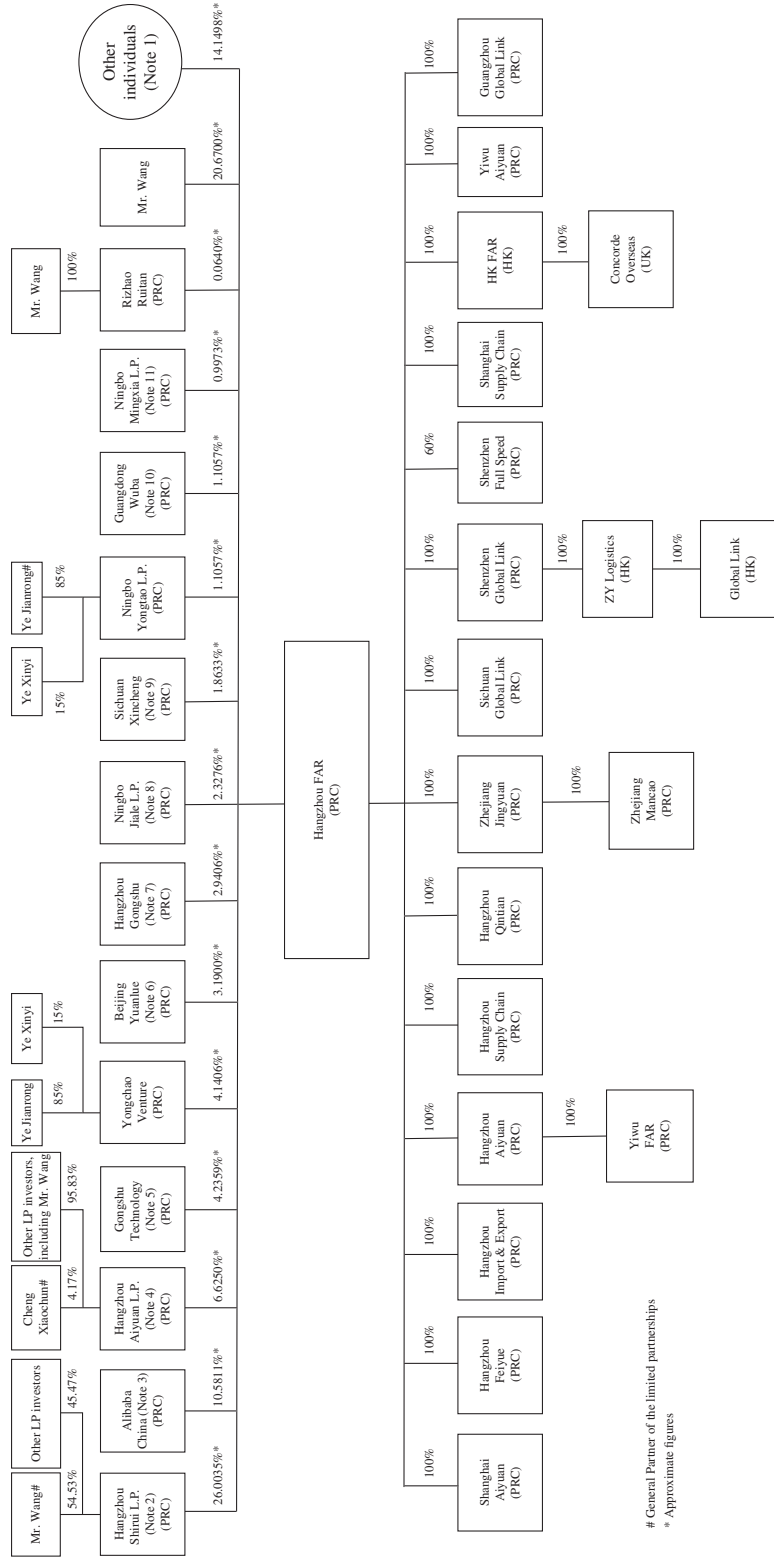 Mr. Wang#
Other LP investors
Cheng
Xiaochun#
Other LP investors,
including Mr. Wang
Ye Jianrong
Ye Xinyi
Ye Xinyi
Ye Jianrong#
Mr. Wang
54.53%
45.47%
4.17%
95.83%
85%
15%
15%
85%
100%
Hangzhou
Shirui L.P.
(Note 2)
(PRC)
Alibaba
China (Note 3)
(PRC)
Hangzhou
Aiyuan L.P.
(Note 4)
(PRC)
Gongshu
Technology
(Note 5)
(PRC)
Yongchao
Venture
(PRC)
Beijing
Yuanlue
(Note 6)
(PRC)
Hangzhou
Gongshu
(Note 7)
(PRC)
Ningbo
Jiale L.P.
(Note 8)
(PRC)
Sichuan
Xincheng
(Note 9)
(PRC)
Ningbo
Yongtao L.P.
(PRC)
Guangdong
Wuba
(Note 10)
(PRC)
Ningbo
Mingxia L.P.
(Note 11)
(PRC)
Rizhao
Ruitan
(PRC)
Mr. Wang
Other
individuals
(Note 1)
26.0035%*
10.5811%*
6.6250%*
4.2359%*
4.1406%*
3.1900%*
2.9406%*
2.3276%*
1.8633%*
1.1057%*
1.1057%*
0.9973%*
0.0640%*
20.6700%*
14.1498%*
Hangzhou FAR
(PRC)
100%
100%
100%
100%
100%
100%
100%
100%
100%
60%
100%
100%
100%
100%
Shanghai
Aiyuan
(PRC)
Hangzhou
Feiyue
(PRC)
Hangzhou
Import & Export
(PRC)
Hangzhou
Aiyuan
(PRC)
Hangzhou
Supply Chain
(PRC)
Hangzhou
Qintian
(PRC)
Zhejiang
Jingyuan
(PRC)
Sichuan
Global Link
(PRC)
Shenzhen
Global Link
(PRC)
Shenzhen
Full Speed
(PRC)
Shanghai
Supply Chain
(PRC)
HK FAR
(HK)
Yiwu
Aiyuan
(PRC)
Guangzhou
Global Link
(PRC)
100%
100%
100%
100%
Yiwu
FAR
(PRC)
Zhejiang
Mancao
(PRC)
ZY Logistics
(HK)
Concorde
Overseas
(UK)
100%
Global Link
(HK)
# General Partner of the limited partnerships
* Approximate figures